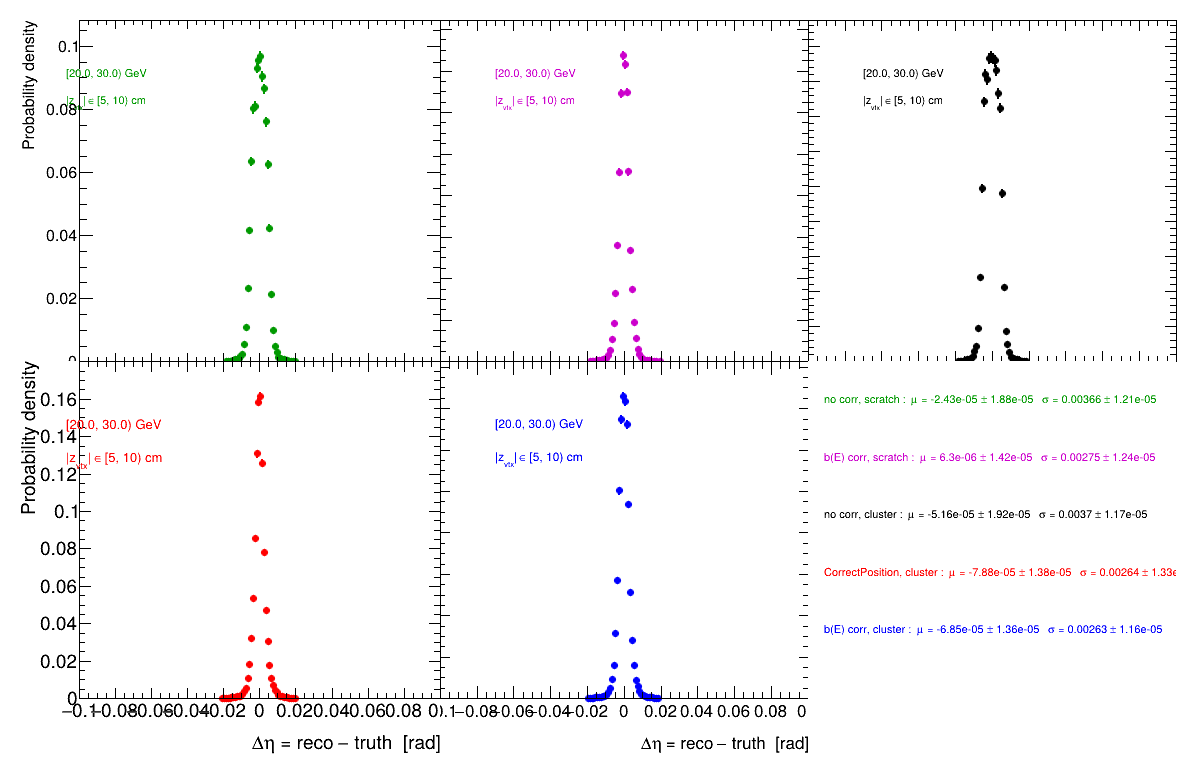 Probability density
0.1
0.08
0.06
0.04
0.02
0
[20.0, 30.0) GeV
|z_vtx| ∈ [5, 10) cm
[20.0, 30.0) GeV
|z_vtx| ∈ [5, 10) cm
[20.0, 30.0) GeV
|z_vtx| ∈ [5, 10) cm
Probability density
0.16
0.14
0.12
0.1
0.08
0.06
0.04
0.02
0
[20.0, 30.0) GeV
|z_vtx| ∈ [5, 10) cm
−0.1−0.08−0.06−0.04−0.02 0 0.02 0.04 0.06 0.08 0.1
Δη = reco − truth [rad]
[20.0, 30.0) GeV
|z_vtx| ∈ [5, 10) cm
−0.08−0.06−0.04−0.02 0 0.02 0.04 0.06 0.08 0
Δη = reco − truth [rad]
no corr, scratch : μ = -2.43e-05 ± 1.88e-05 σ = 0.00366 ± 1.21e-05
b(E) corr, scratch : μ = 6.3e-06 ± 1.42e-05 σ = 0.00275 ± 1.24e-05
no corr, cluster : μ = -5.16e-05 ± 1.92e-05 σ = 0.0037 ± 1.17e-05
CorrectPosition, cluster : μ = -7.88e-05 ± 1.38e-05 σ = 0.00264 ± 1.33e
b(E) corr, cluster : μ = -6.85e-05 ± 1.36e-05 σ = 0.00263 ± 1.16e-05